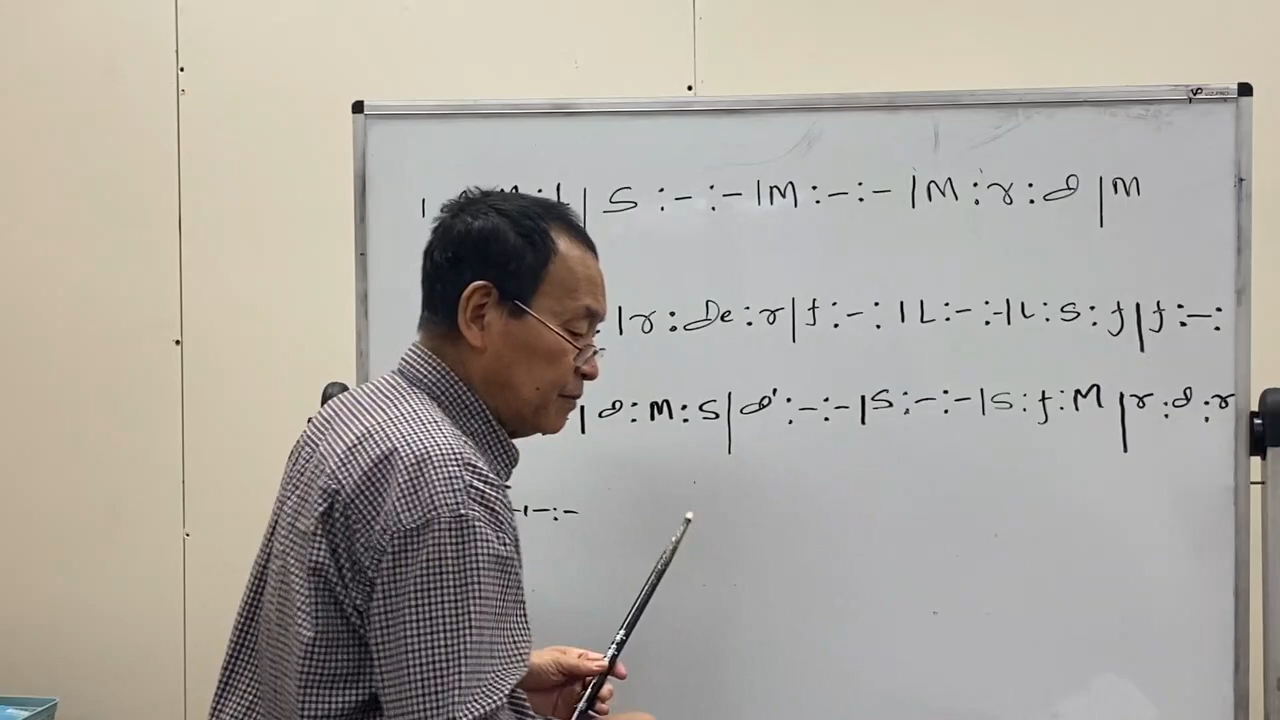 | S : – : – | M : – : – | M : r : d | M
| r : De : r | f : – : | L : – : – | L : S : f | f : – :
| d : M : S | d' : – : – | S : – : – | S : f : M | r : d : r
– : –